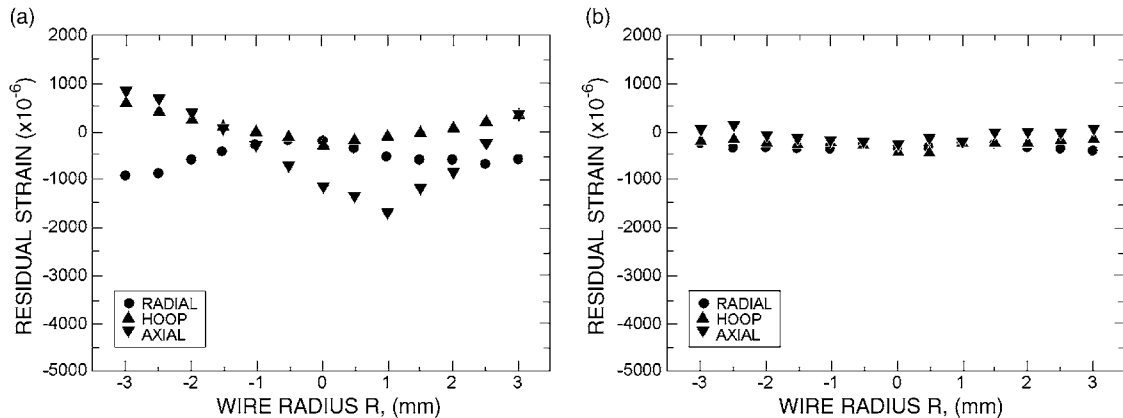 (a)
RESIDUAL STRAIN (x10-6)
2000
1000
0
-1000
-2000
-3000
-4000
-5000
RADIAL
HOOP
AXIAL
-3 -2 -1 0 1 2 3
WIRE RADIUS R, (mm)
(b)
RESIDUAL STRAIN (x10-6)
2000
1000
0
-1000
-2000
-3000
-4000
-5000
RADIAL
HOOP
AXIAL
-3 -2 -1 0 1 2 3
WIRE RADIUS R, (mm)